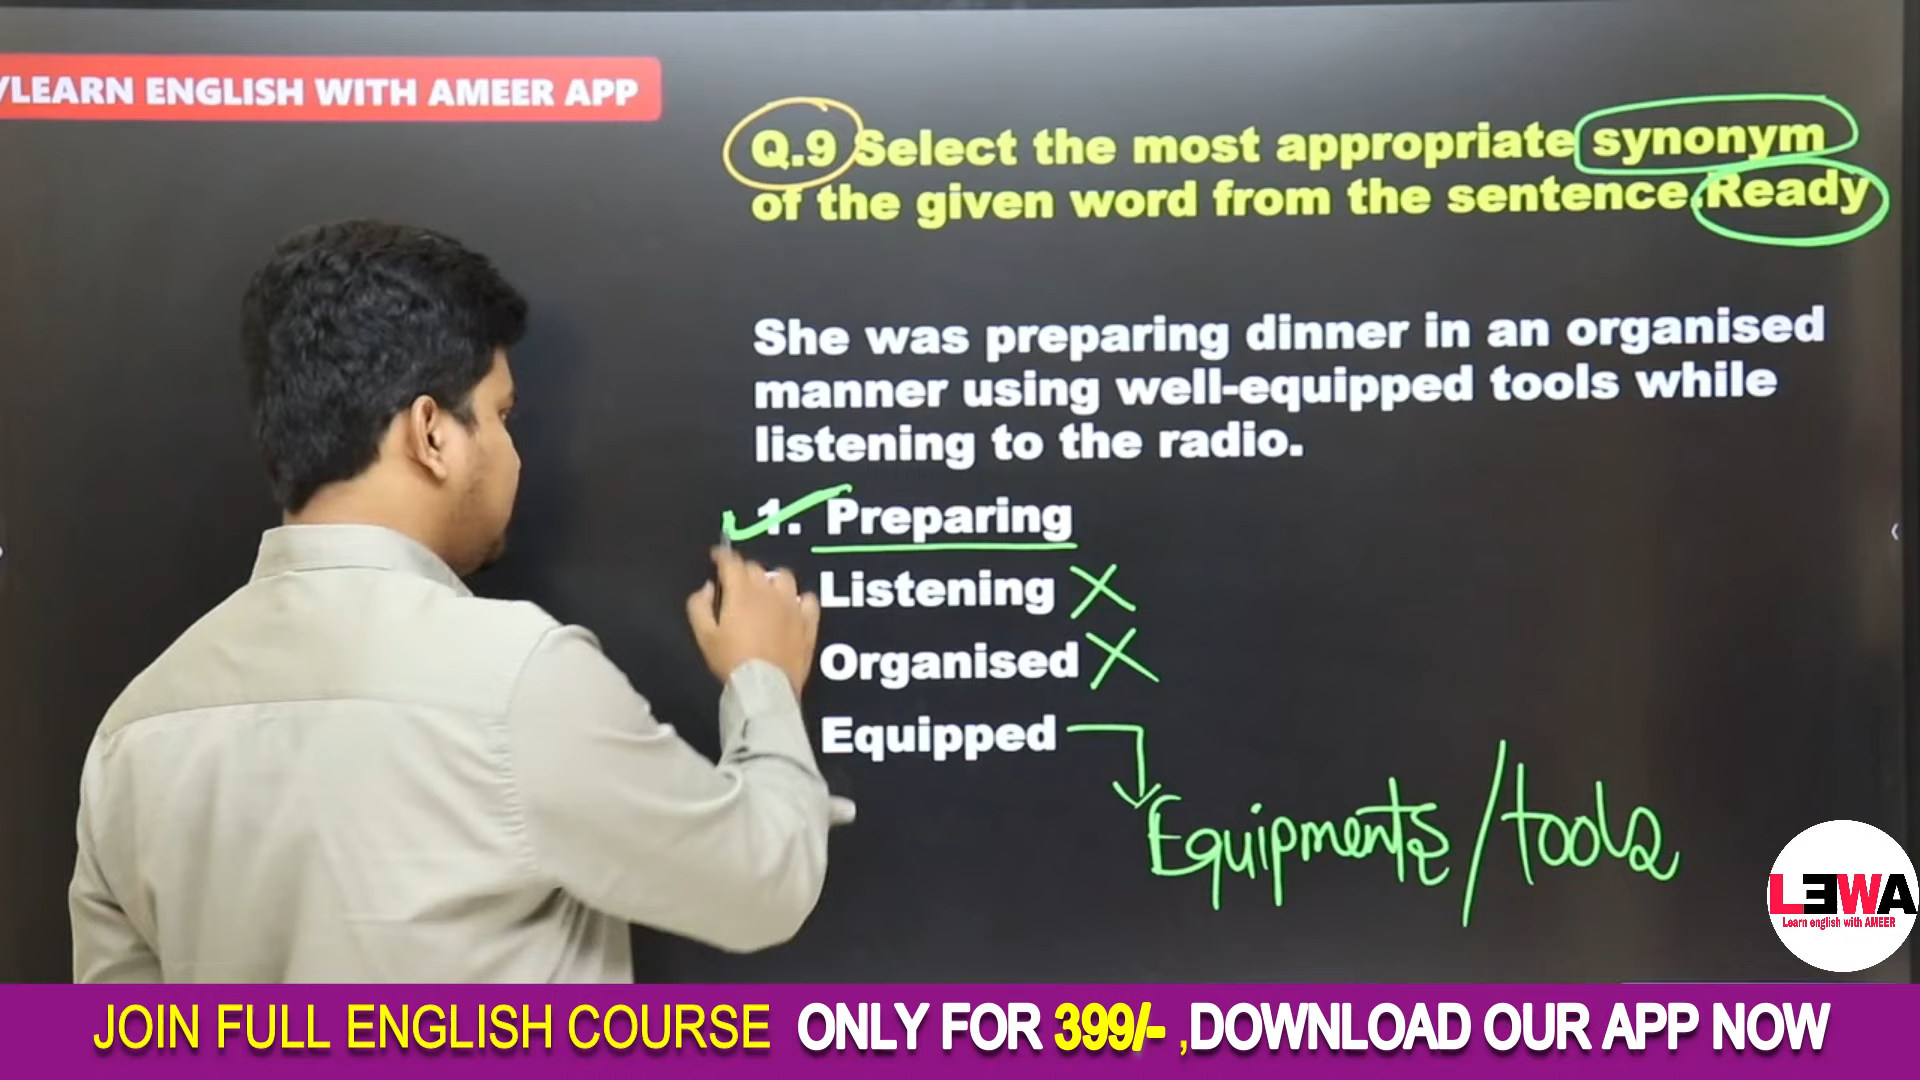 /LEARN ENGLISH WITH AMEER APP
Q.9 Select the most appropriate synonym
of the given word from the sentence.Ready
She was preparing dinner in an organised
manner using well-equipped tools while
listening to the radio.
1. Preparing
Listening
Organised
Equipped
Equipments/tools
LEWA
Learn english with AMEER
JOIN FULL ENGLISH COURSE ONLY FOR 399/- ,DOWNLOAD OUR APP NOW